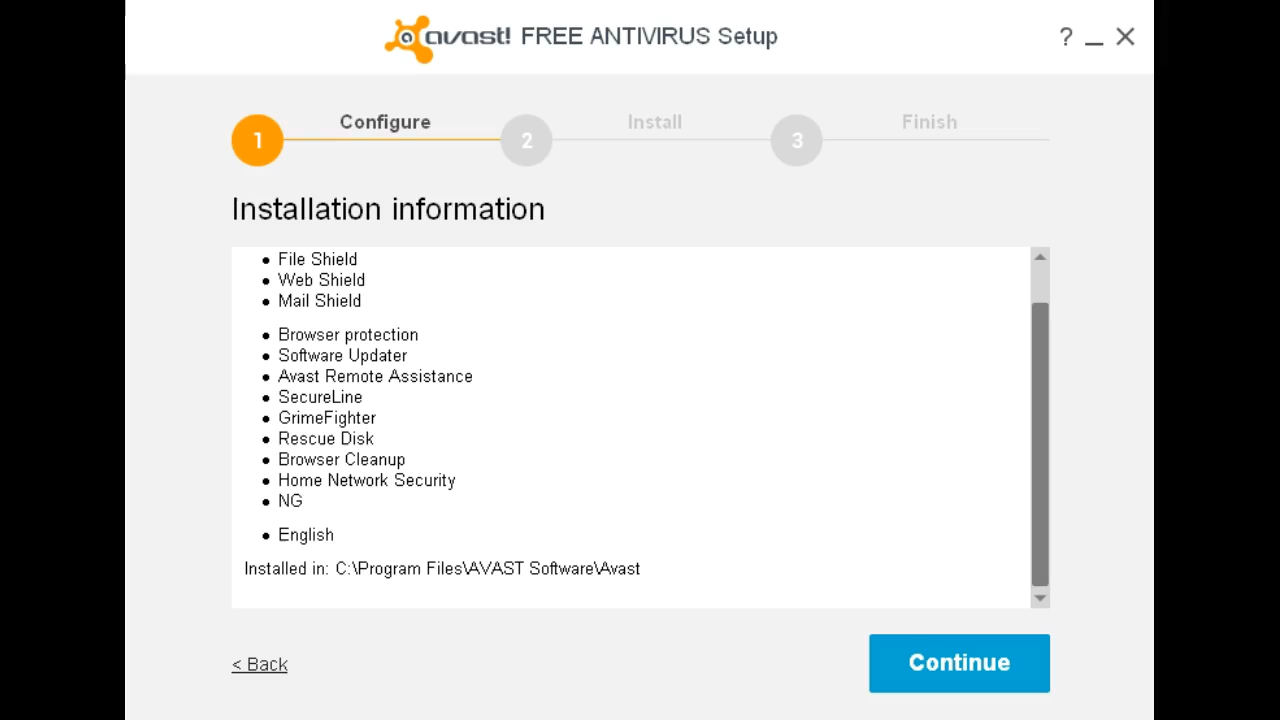 avast! FREE ANTIVIRUS Setup
?
1
Configure
2
Install
3
Finish
Installation information
File Shield
Web Shield
Mail Shield
Browser protection
Software Updater
Avast Remote Assistance
SecureLine
GrimeFighter
Rescue Disk
Browser Cleanup
Home Network Security
NG
English
Installed in: C:\Program Files\AVAST Software\Avast
< Back
Continue